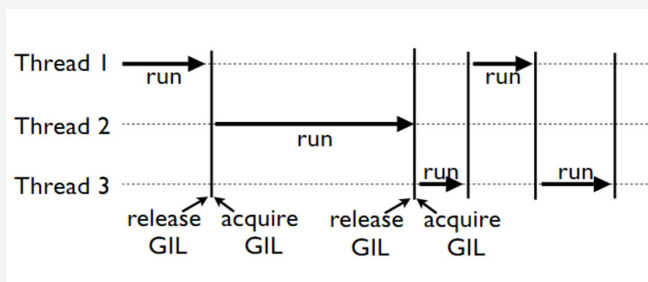 Thread 1
run
run
Thread 2
run
Thread 3
run
run
release acquire release acquire
GIL GIL GIL GIL